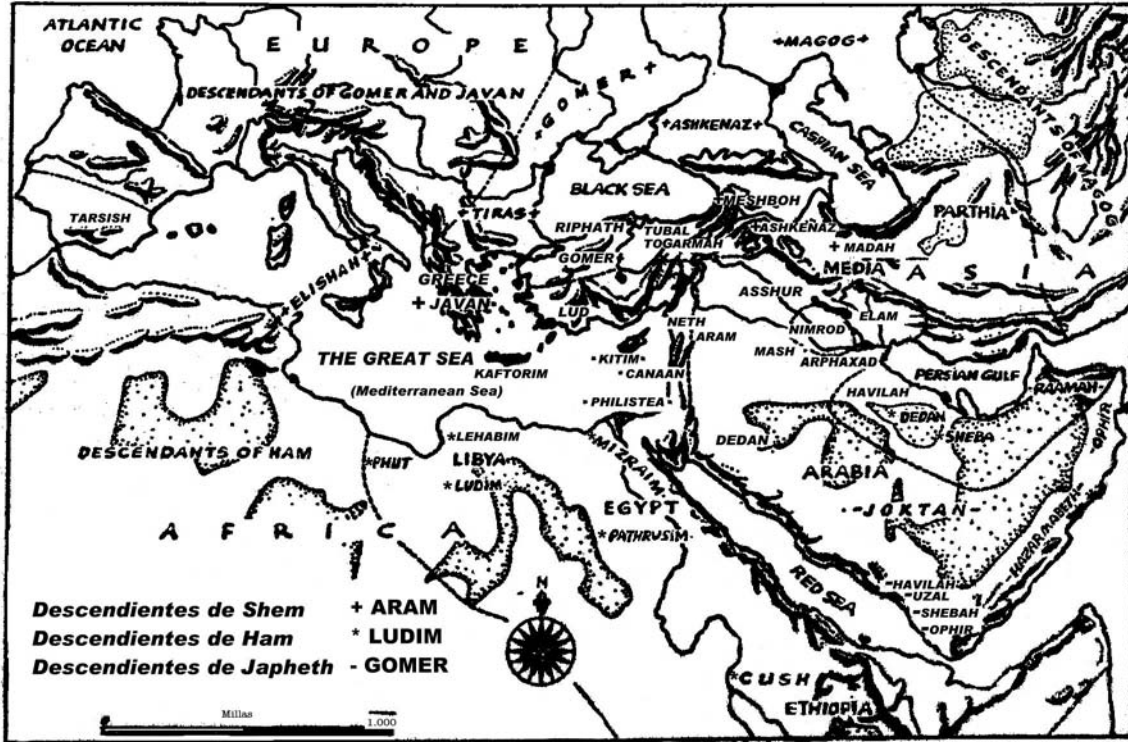 ATLANTIC
OCEAN
EUROPE
+MAGOG+
DESCENDANTS
OF MAGOG
DESCENDANTS OF GOMER AND JAVAN
+GOMER+
+ASHKENAZ+
CASPIAN SEA
BLACK SEA
+MESHBOH
TARSISH
+TIRAS+
RIPHATH
TUBAL
TOGARMAH
+ASHKENAZ
PARTHIA
+ MADAH
GOMER
MEDIA
ASIA
+ELISHAH+
GREECE
+ JAVAN
LUD
ASSHUR
ELAM
NETH
ARAM
NIMROD
THE GREAT SEA
KITIM
MASH
ARPHAXAD
KAFTORIM
CANAAN
PERSIAN GULF
-RAAMAH-
(Mediterranean Sea)
HAVILAH
PHILISTEA
* DEDAN
OPHIR
DEDAN
*SHEBA
*LEHABIM
*MIZRAIM
DESCENDANTS OF HAM
*PHUT
LIBYA
ARABIA
* LUDIM
EGYPT
-JOKTAN-
AFRICA
*PATHRUSIM
HAZARMABETH
RED SEA
-HAVILAH
-UZAL
-SHEBAH
-OPHIR
N
Descendientes de Shem + ARAM
Descendientes de Ham * LUDIM
Descendientes de Japheth - GOMER
*CUSH
ETHIOPIA
Millas
0
1.000